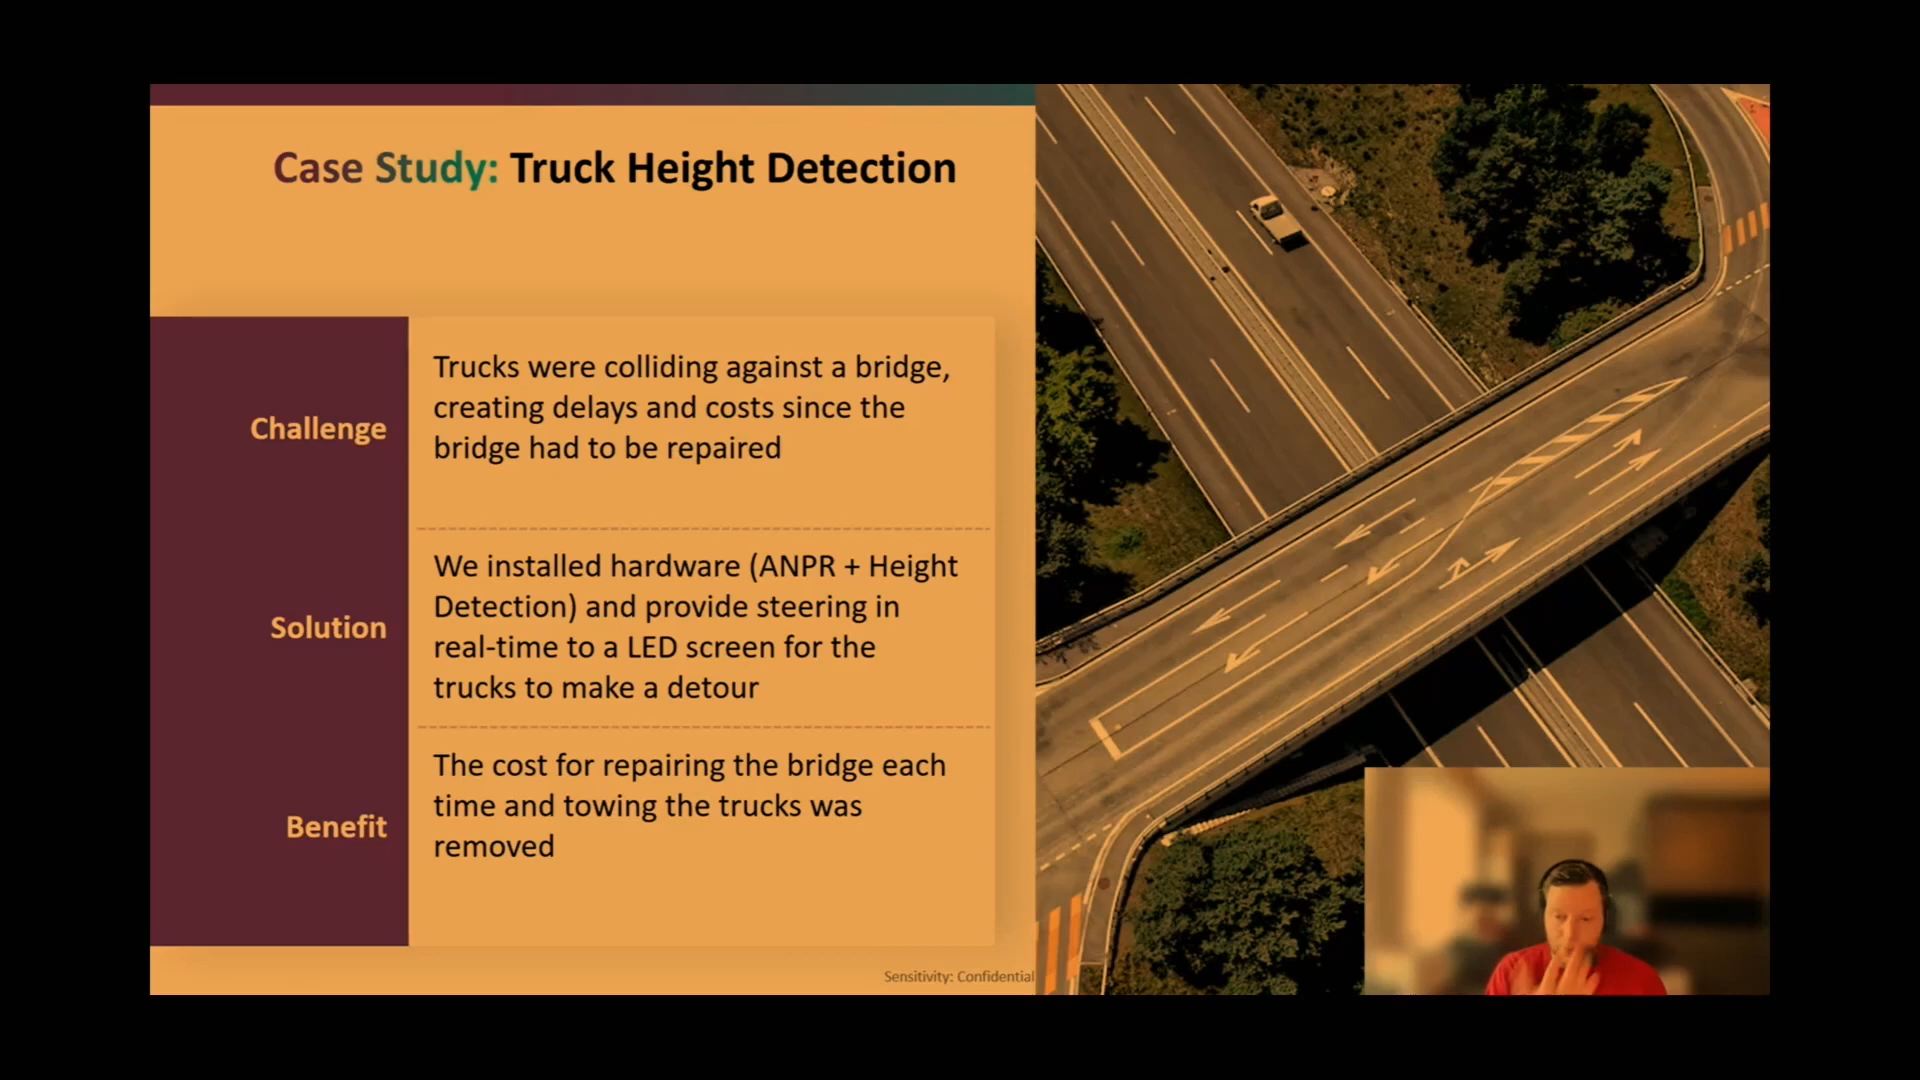 Case Study: Truck Height Detection
Challenge
Trucks were colliding against a bridge,
creating delays and costs since the
bridge had to be repaired
Solution
We installed hardware (ANPR + Height
Detection) and provide steering in
real-time to a LED screen for the
trucks to make a detour
Benefit
The cost for repairing the bridge each
time and towing the trucks was
removed
Sensitivity: Confidential